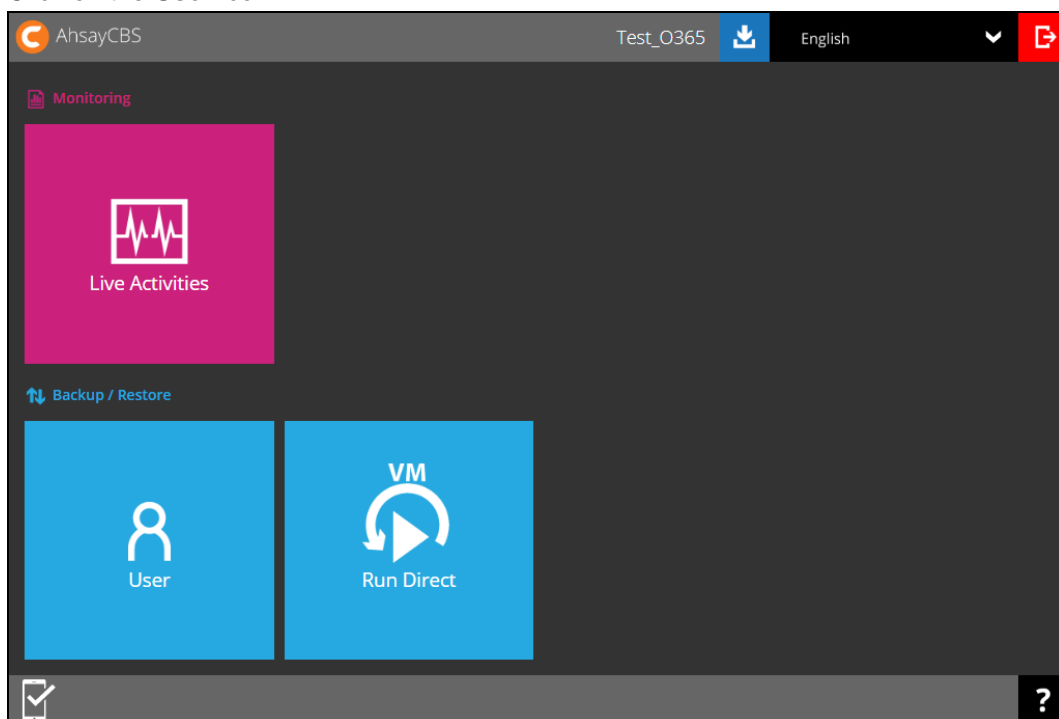 AhsayCBS
Test_O365
English
Monitoring
Live Activities
Backup / Restore
User
VM
Run Direct
?